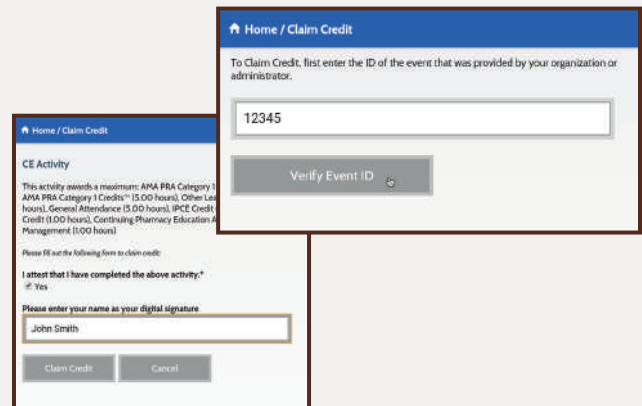 Home / Claim Credit
To Claim Credit, first enter the ID of the event that was provided by your organization or
administrator.
12345
Verify Event ID
Home / Claim Credit
CE Activity
This activity awards a maximum: AMA PRA Category 1
AMA PRA Category 1 Credits™ (5.00 hours), Other Lea
hours), General Attendance (5.00 hours), IPCE Credit
Credit (1.00 hours), Continuing Pharmacy Education A
Management (1.00 hours)
Please fill out the following form to claim credit:
I attest that I have completed the above activity.*
Yes
Please enter your name as your digital signature
John Smith
Claim Credit
Cancel